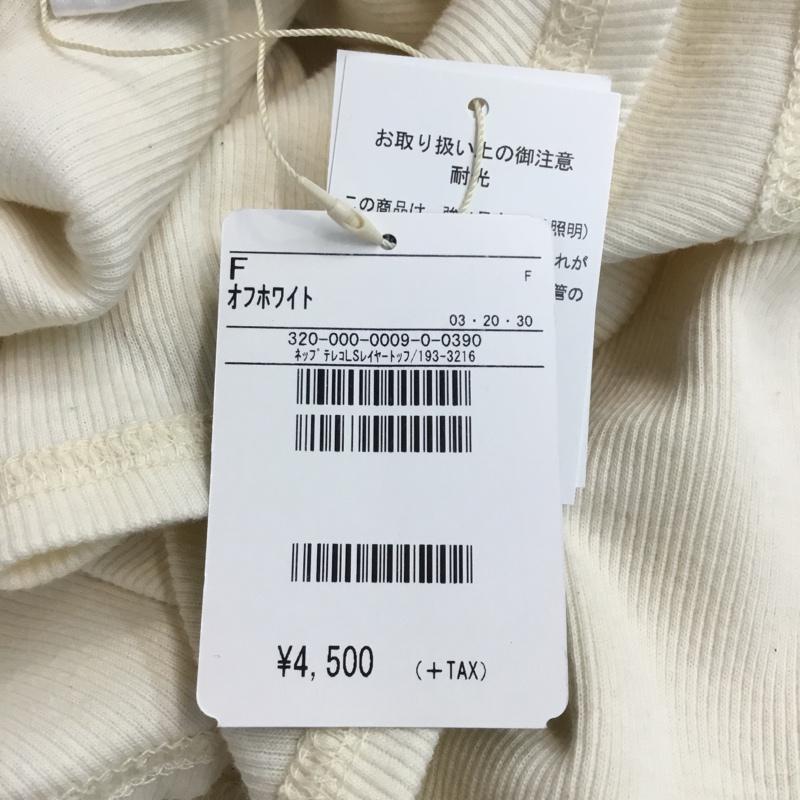 お取り扱い上の御注意
耐光
この商品は、強い
照明)
れが
管の
F F
オフホワイト
03・20・30
320-000-0009-0-0390
ネップテレコLSレイヤートップ/193-3216
¥4,500 (+TAX)